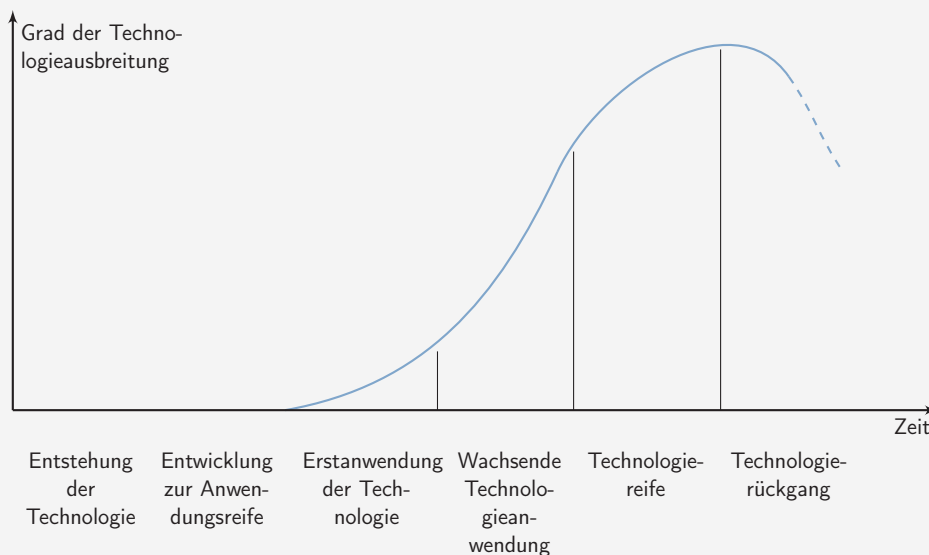 Grad der Techno-
logieausbreitung
Zeit
Entstehung
der
Technologie
Entwicklung
zur Anwen-
dungsreife
Erstanwendung
der Tech-
nologie
Wachsende
Technolo-
giean-
wendung
Technologie-
reife
Technologie-
rückgang